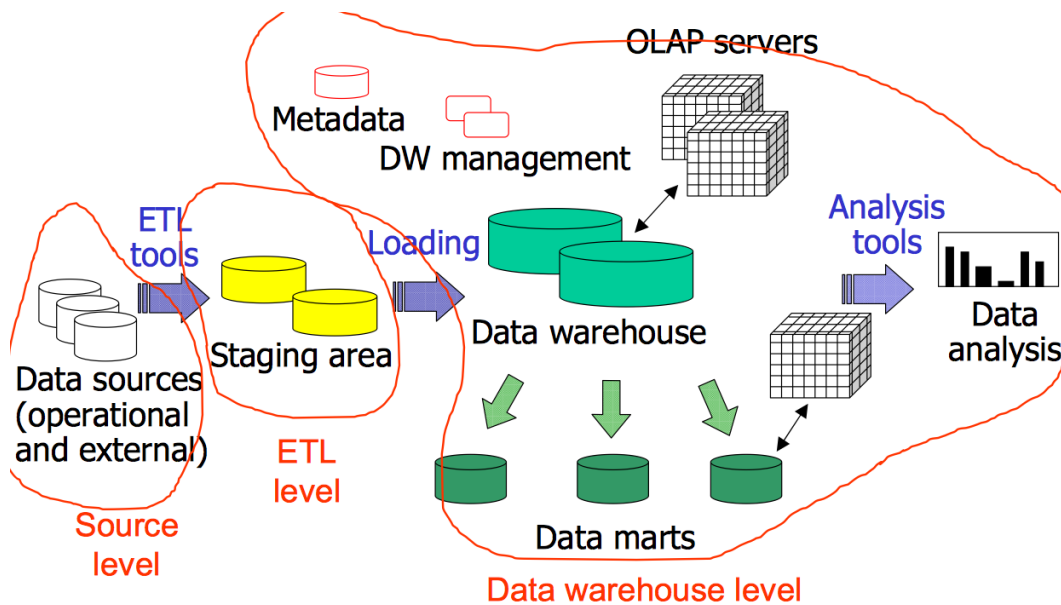 OLAP servers
Metadata
DW management
ETL
tools
Loading
Analysis
tools
Data warehouse
Staging area
Data sources
(operational
and external)
Data
analysis
ETL
level
Source
level
Data marts
Data warehouse level